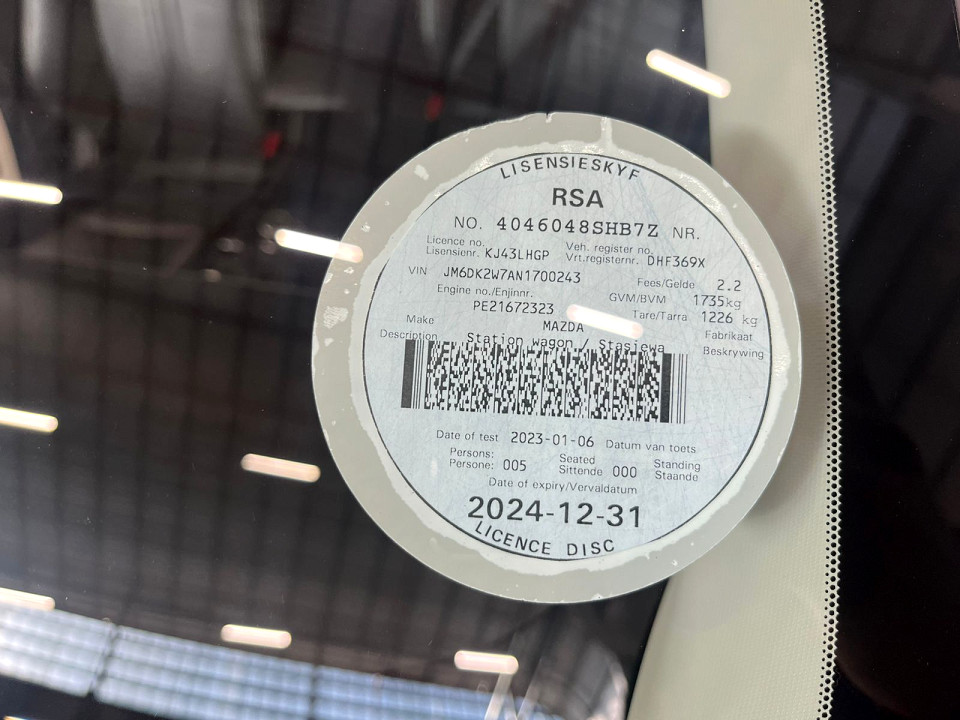 LISENSIESKYF
RSA
NO. 4046048SHB7Z NR.
Licence no. Veh. register no.
Lisensienr. KJ43LHGP Vrt.registernr. DHF369X
VIN JM6DK2W7AN1700243 Fees/Gelde 2.2
Engine no./Enjinnr. GVM/BVM 1735kg
PE21672323 Tare/Tarra 1226 kg
Make MAZDA Fabrikaat
Description Station wagon / Stasiewa Beskrywing
Date of test 2023-01-06 Datum van toets
Persons: Seated Standing
Persone: 005 Sittende 000 Staande
Date of expiry/Vervaldatum
2024-12-31
LICENCE DISC